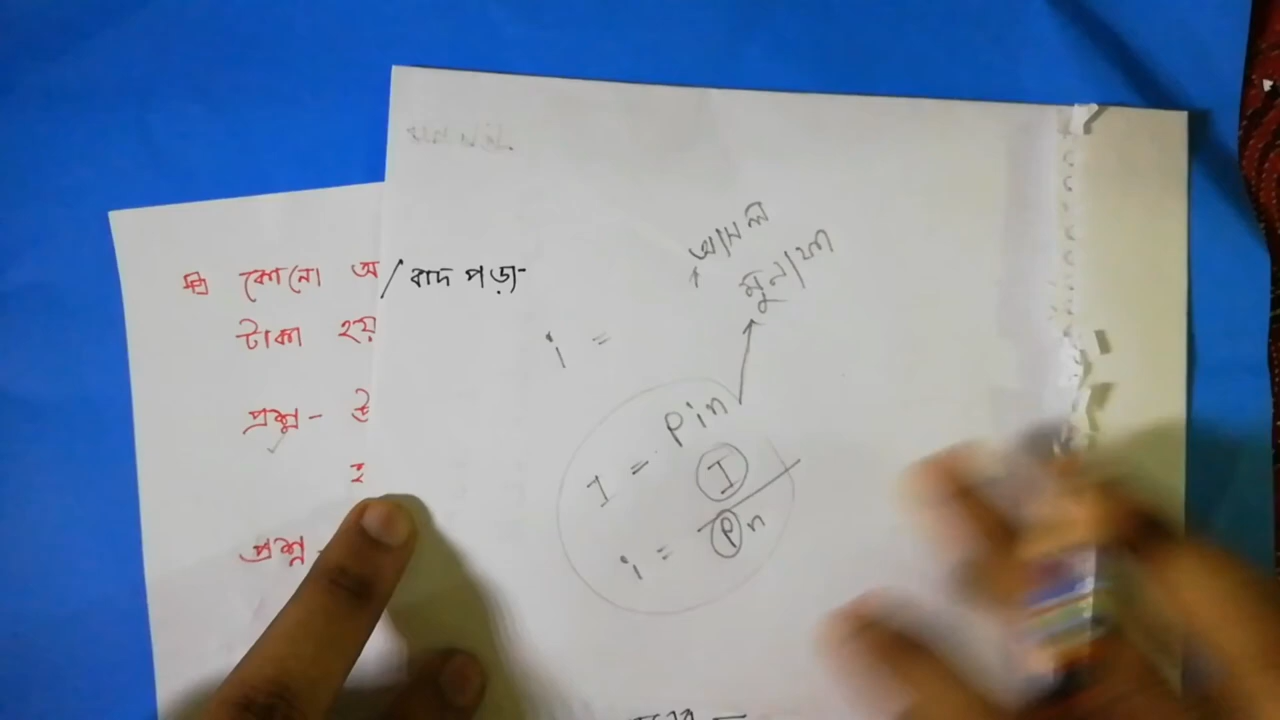 কোনো অ/বাদ পড়া-
টাকা হয়
প্রশ্ন- ঐ
প্রশ্ন -
আসল
মুনাফা
i =
I = Pin
i = I/Pn